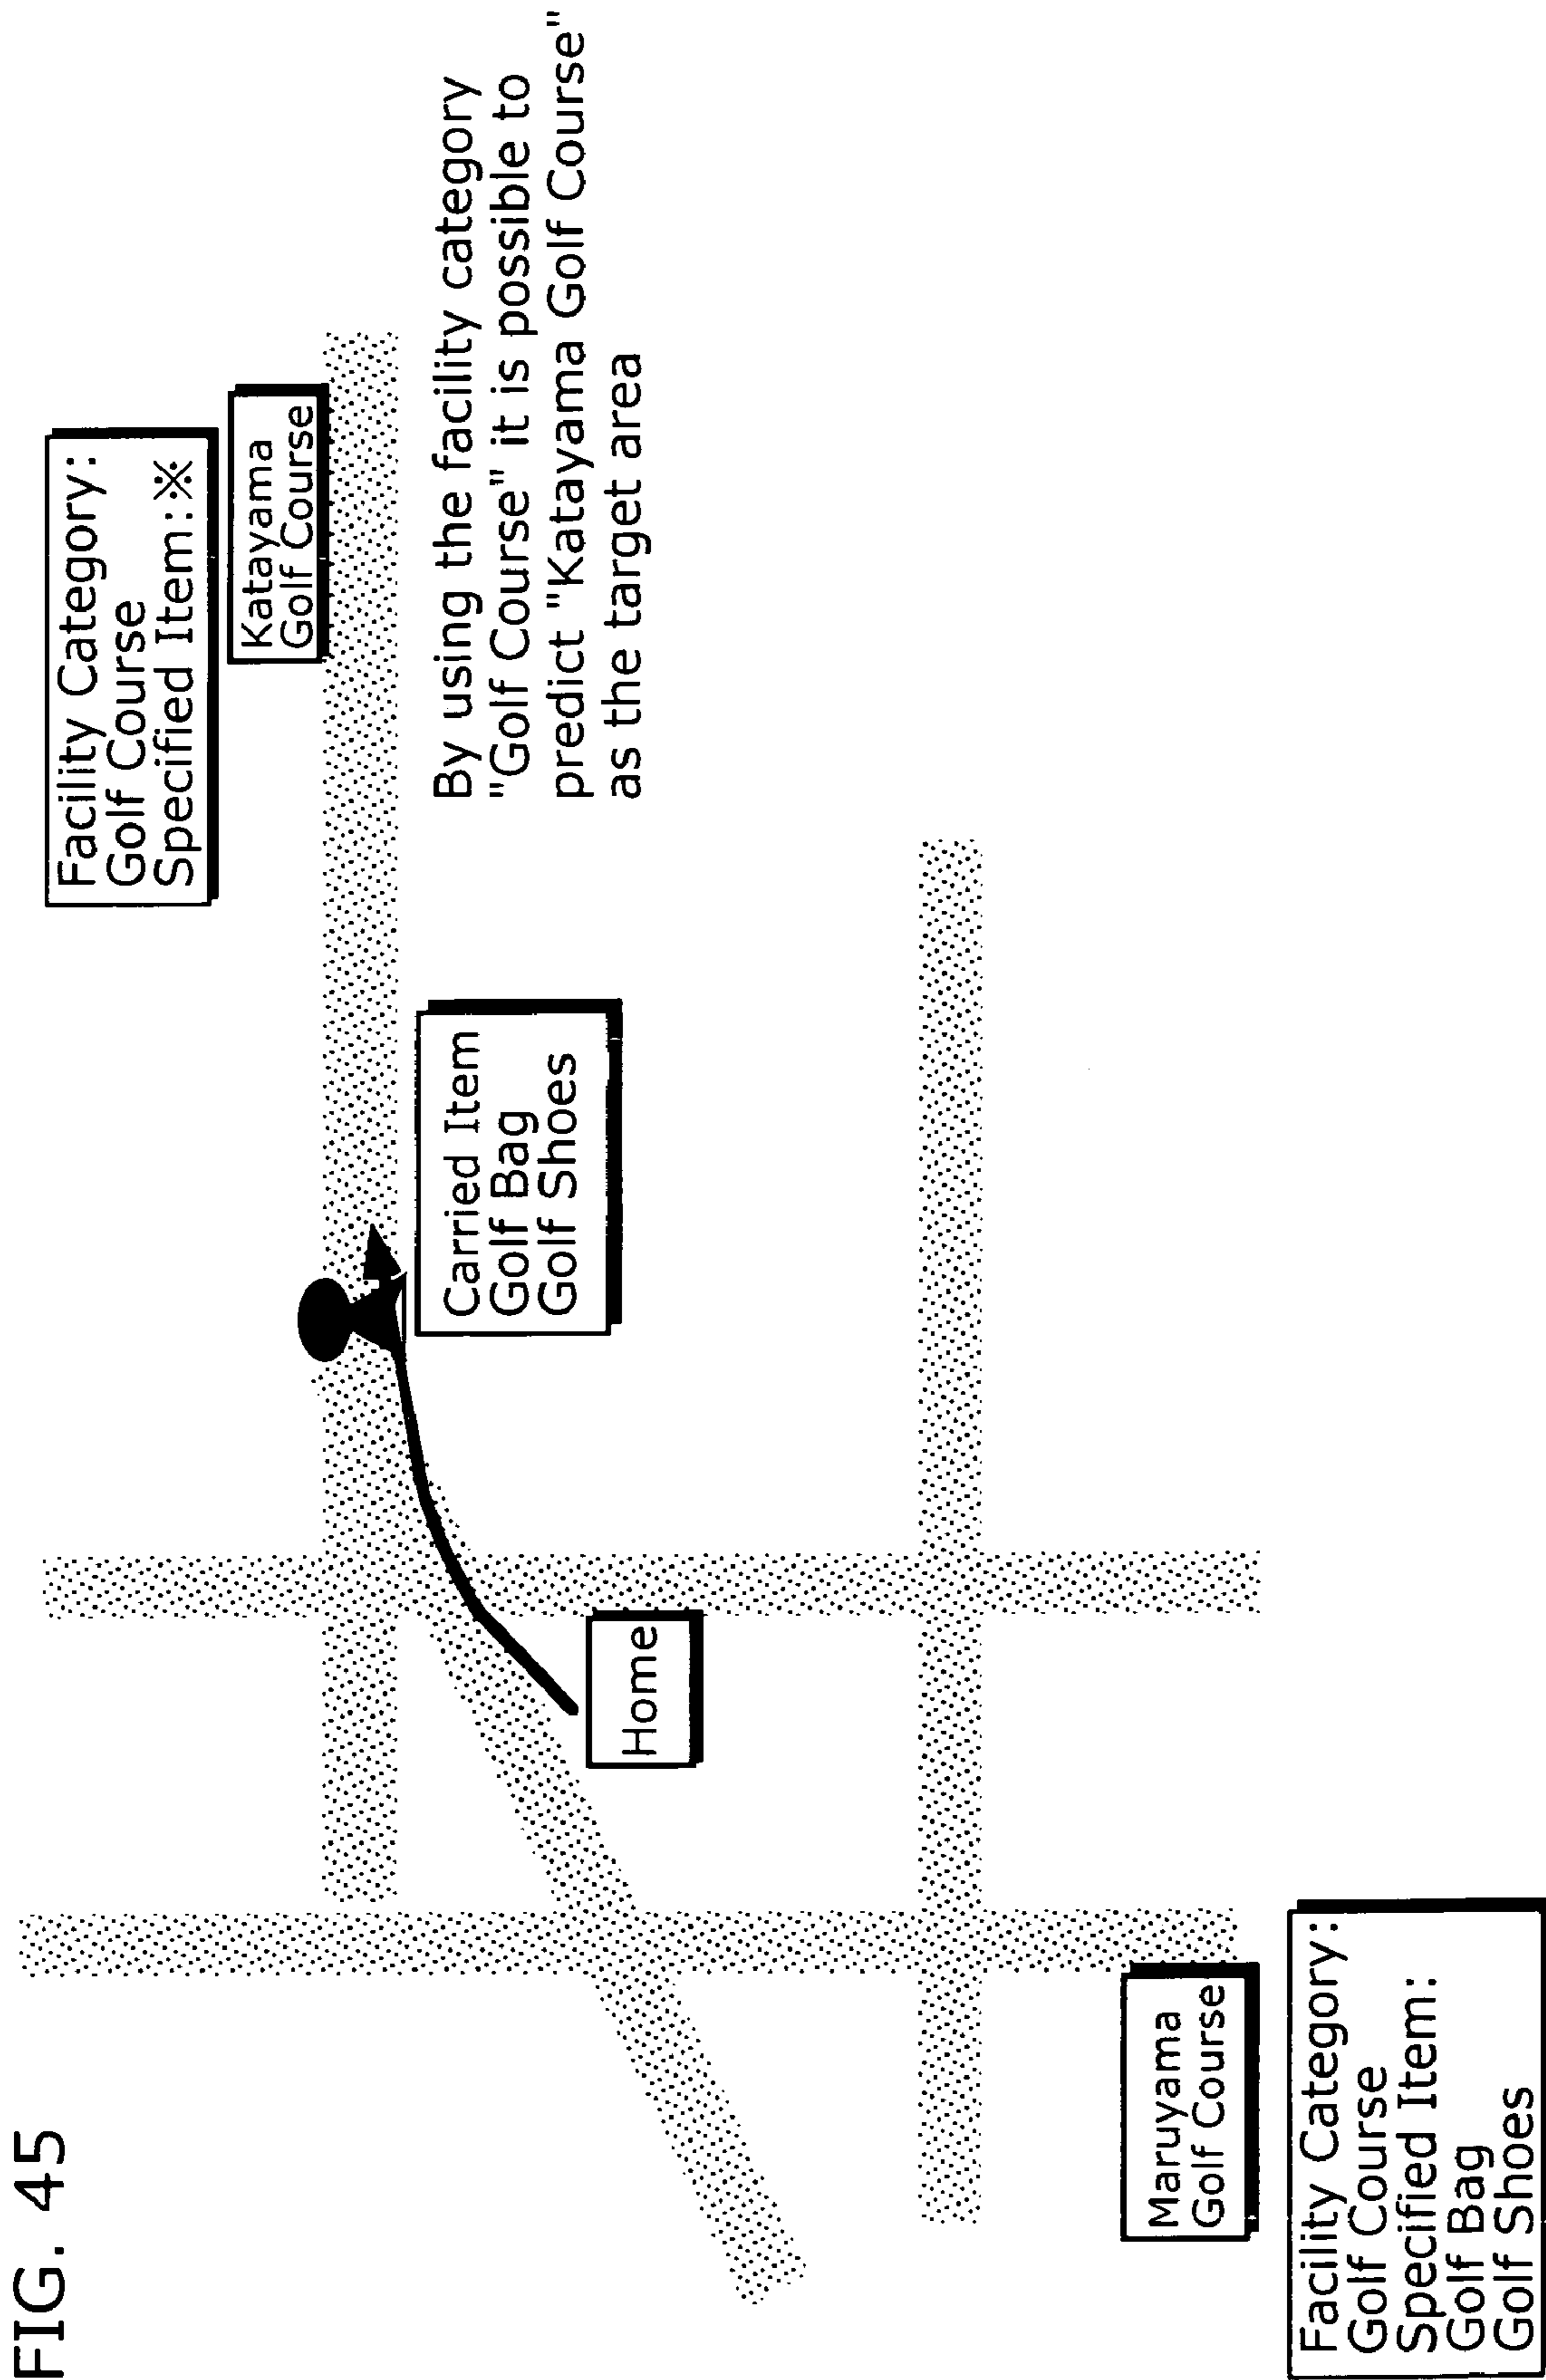 FIG. 45
Facility Category:
Golf Course
Specified Item:※
Katayama
Golf Course
By using the facility category
"Golf Course" it is possible to
predict "Katayama Golf Course"
as the target area
Carried Item
Golf Bag
Golf Shoes
Home
Maruyama
Golf Course
Facility Category:
Golf Course
Specified Item:
Golf Bag
Golf Shoes